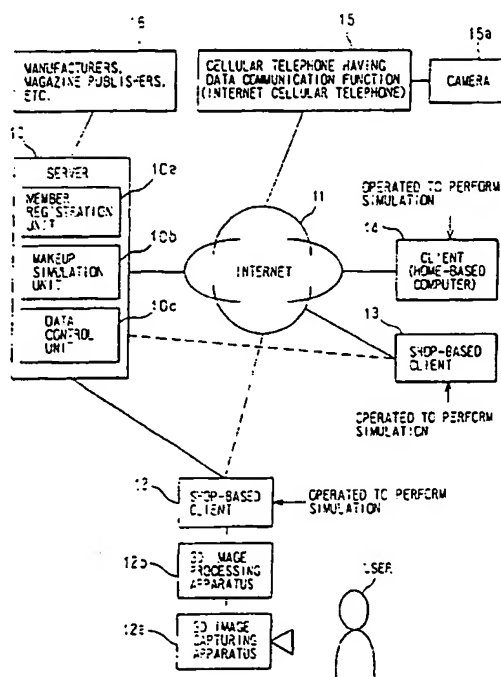 16
15
15a
MANUFACTURERS,
MAGAZINE PUBLISHERS,
ETC.
CELLULAR TELEPHONE HAVING
DATA COMMUNICATION FUNCTION
(INTERNET CELLULAR TELEPHONE)
CAMERA
10
SERVER
10a
MEMBER
REGISTRATION
UNIT
10b
MAKEUP
SIMULATION
UNIT
10c
DATA
CONTROL
UNIT
11
INTERNET
OPERATED TO PERFORM
SIMULATION
14
CLIENT
(HOME-BASED
COMPUTER)
13
SHOP-BASED
CLIENT
OPERATED TO PERFORM
SIMULATION
12
SHOP-BASED
CLIENT
OPERATED TO PERFORM
SIMULATION
12b
3D IMAGE
PROCESSING
APPARATUS
12a
3D IMAGE
CAPTURING
APPARATUS
USER